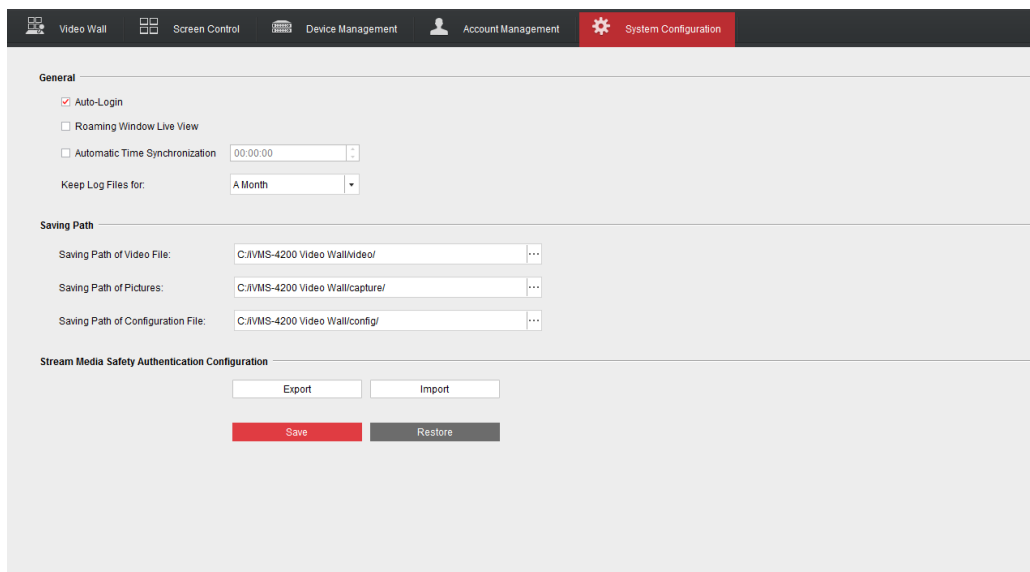 Video Wall Screen Control Device Management Account Management System Configuration
General
Auto-Login
Roaming Window Live View
Automatic Time Synchronization 00:00:00
Keep Log Files for: A Month
Saving Path
Saving Path of Video File: C:/iVMS-4200 Video Wall/video/ ...
Saving Path of Pictures: C:/iVMS-4200 Video Wall/capture/ ...
Saving Path of Configuration File: C:/iVMS-4200 Video Wall/config/ ...
Stream Media Safety Authentication Configuration
Export Import
Save Restore